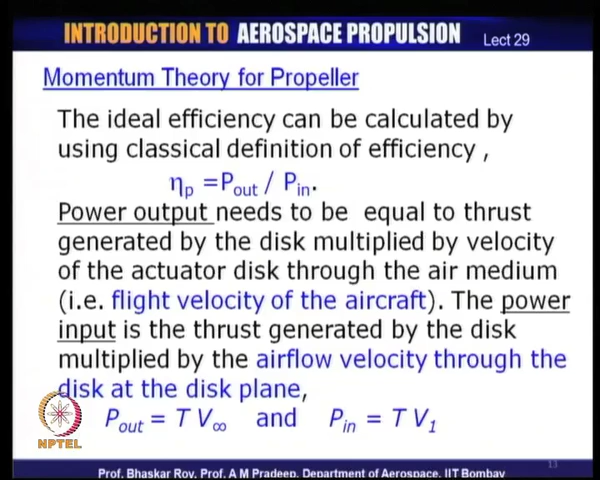 INTRODUCTION TO AEROSPACE PROPULSION Lect 29
Momentum Theory for Propeller
The ideal efficiency can be calculated by
using classical definition of efficiency ,
ηp =Pout / Pin.
Power output needs to be equal to thrust
generated by the disk multiplied by velocity
of the actuator disk through the air medium
(i.e. flight velocity of the aircraft). The power
input is the thrust generated by the disk
multiplied by the airflow velocity through the
disk at the disk plane,
Pout = T V∞ and Pin = T V1
NPTEL
13
Prof. Bhaskar Roy, Prof. A M Pradeep, Department of Aerospace, IIT Bombay